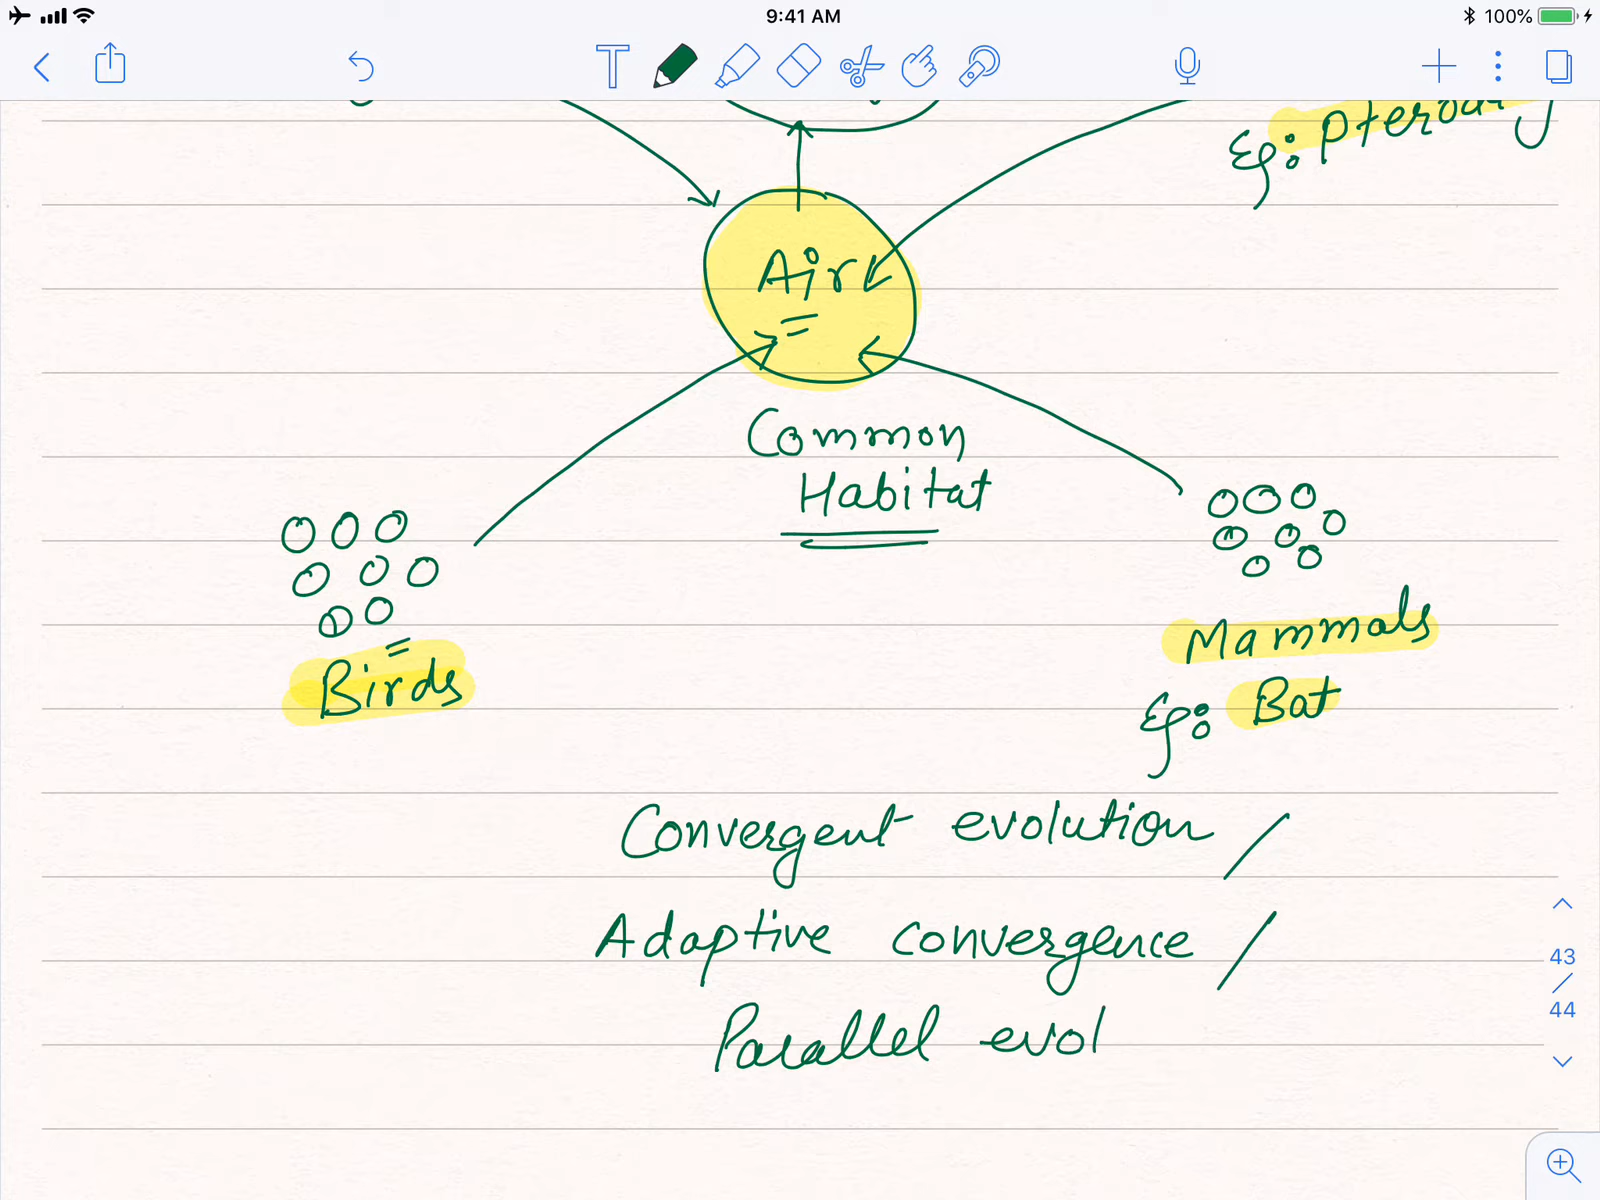 9:41 AM
100%
T
Eg: Pterody
Air
Common
Habitat
Birds
Mammals
Eg: Bat
Convergent evolution /
Adaptive convergence /
Parallel evol
43
/
44